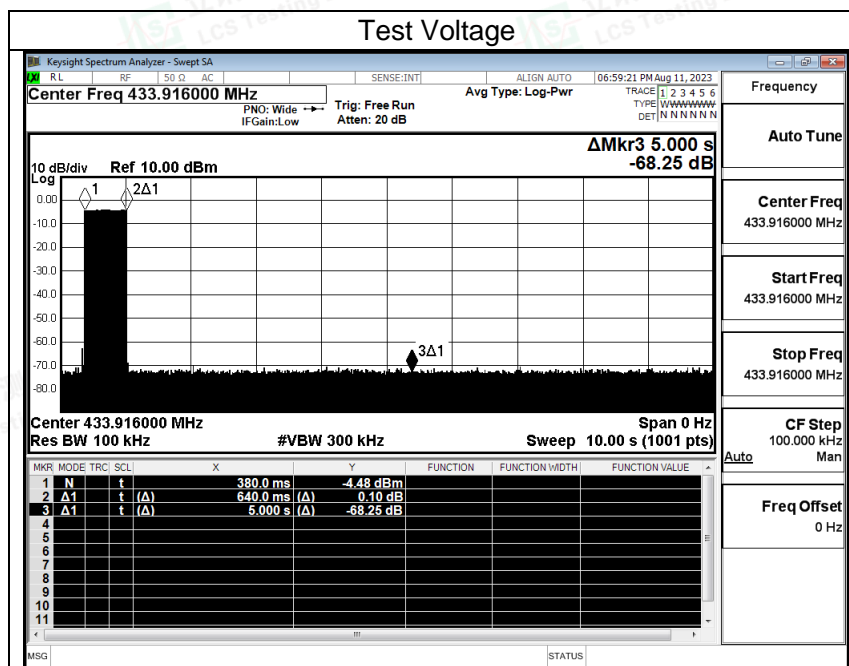 Test Voltage
Keysight Spectrum Analyzer - Swept SA
LXI RL RF 50 Ω AC SENSE:INT ALIGN AUTO 06:59:21 PM Aug 11, 2023
Center Freq 433.916000 MHz Avg Type: Log-Pwr TRACE 1 2 3 4 5 6
PNO: Wide Trig: Free Run TYPE WWWWWW
IFGain:Low Atten: 20 dB DET N N N N N N
ΔMkr3 5.000 s
-68.25 dB
10 dB/div Ref 10.00 dBm
Log
1 2Δ1
0.00
-10.0
-20.0
-30.0
-40.0
-50.0
-60.0
3Δ1
-70.0
-80.0
Center 433.916000 MHz Span 0 Hz
Res BW 100 kHz #VBW 300 kHz Sweep 10.00 s (1001 pts)
MKR MODE TRC SCL X Y FUNCTION FUNCTION WIDTH FUNCTION VALUE
1 N t 380.0 ms -4.48 dBm
2 Δ1 t (Δ) 640.0 ms (Δ) 0.10 dB
3 Δ1 t (Δ) 5.000 s (Δ) -68.25 dB
4
5
6
7
8
9
10
11
MSG STATUS
Frequency
Auto Tune
Center Freq
433.916000 MHz
Start Freq
433.916000 MHz
Stop Freq
433.916000 MHz
CF Step
100.000 kHz
Auto Man
Freq Offset
0 Hz